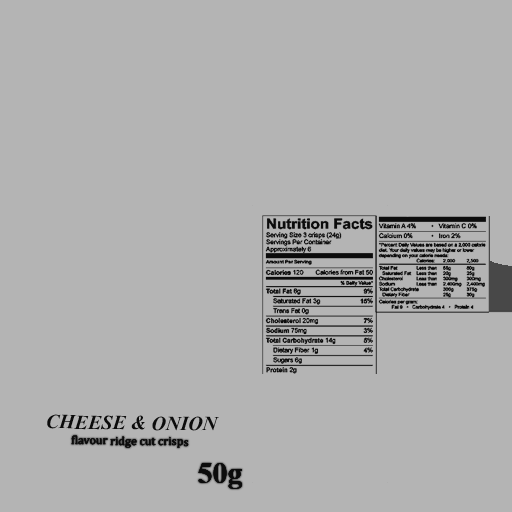 Nutrition Facts
Serving Size 3 crisps (24g)
Servings Per Container
Approximately 6
Amount Per Serving
Calories 120 Calories from Fat 50
% Daily Value*
Total Fat 6g 9%
Saturated Fat 3g 15%
Trans Fat 0g
Cholesterol 20mg 7%
Sodium 75mg 3%
Total Carbohydrate 14g 5%
Dietary Fiber 1g 4%
Sugars 6g
Protein 2g
Vitamin A 4% • Vitamin C 0%
Calcium 0% • Iron 2%
*Percent Daily Values are based on a 2,000 calorie
diet. Your daily values may be higher or lower
depending on your calorie needs:
Calories: 2,000 2,500
Total Fat Less than 65g 80g
Saturated Fat Less than 20g 25g
Cholesterol Less than 300mg 300mg
Sodium Less than 2,400mg 2,400mg
Total Carbohydrate 300g 375g
Dietary Fiber 25g 30g
Calories per gram:
Fat 9 • Carbohydrate 4 • Protein 4
CHEESE & ONION
flavour ridge cut crisps
50g